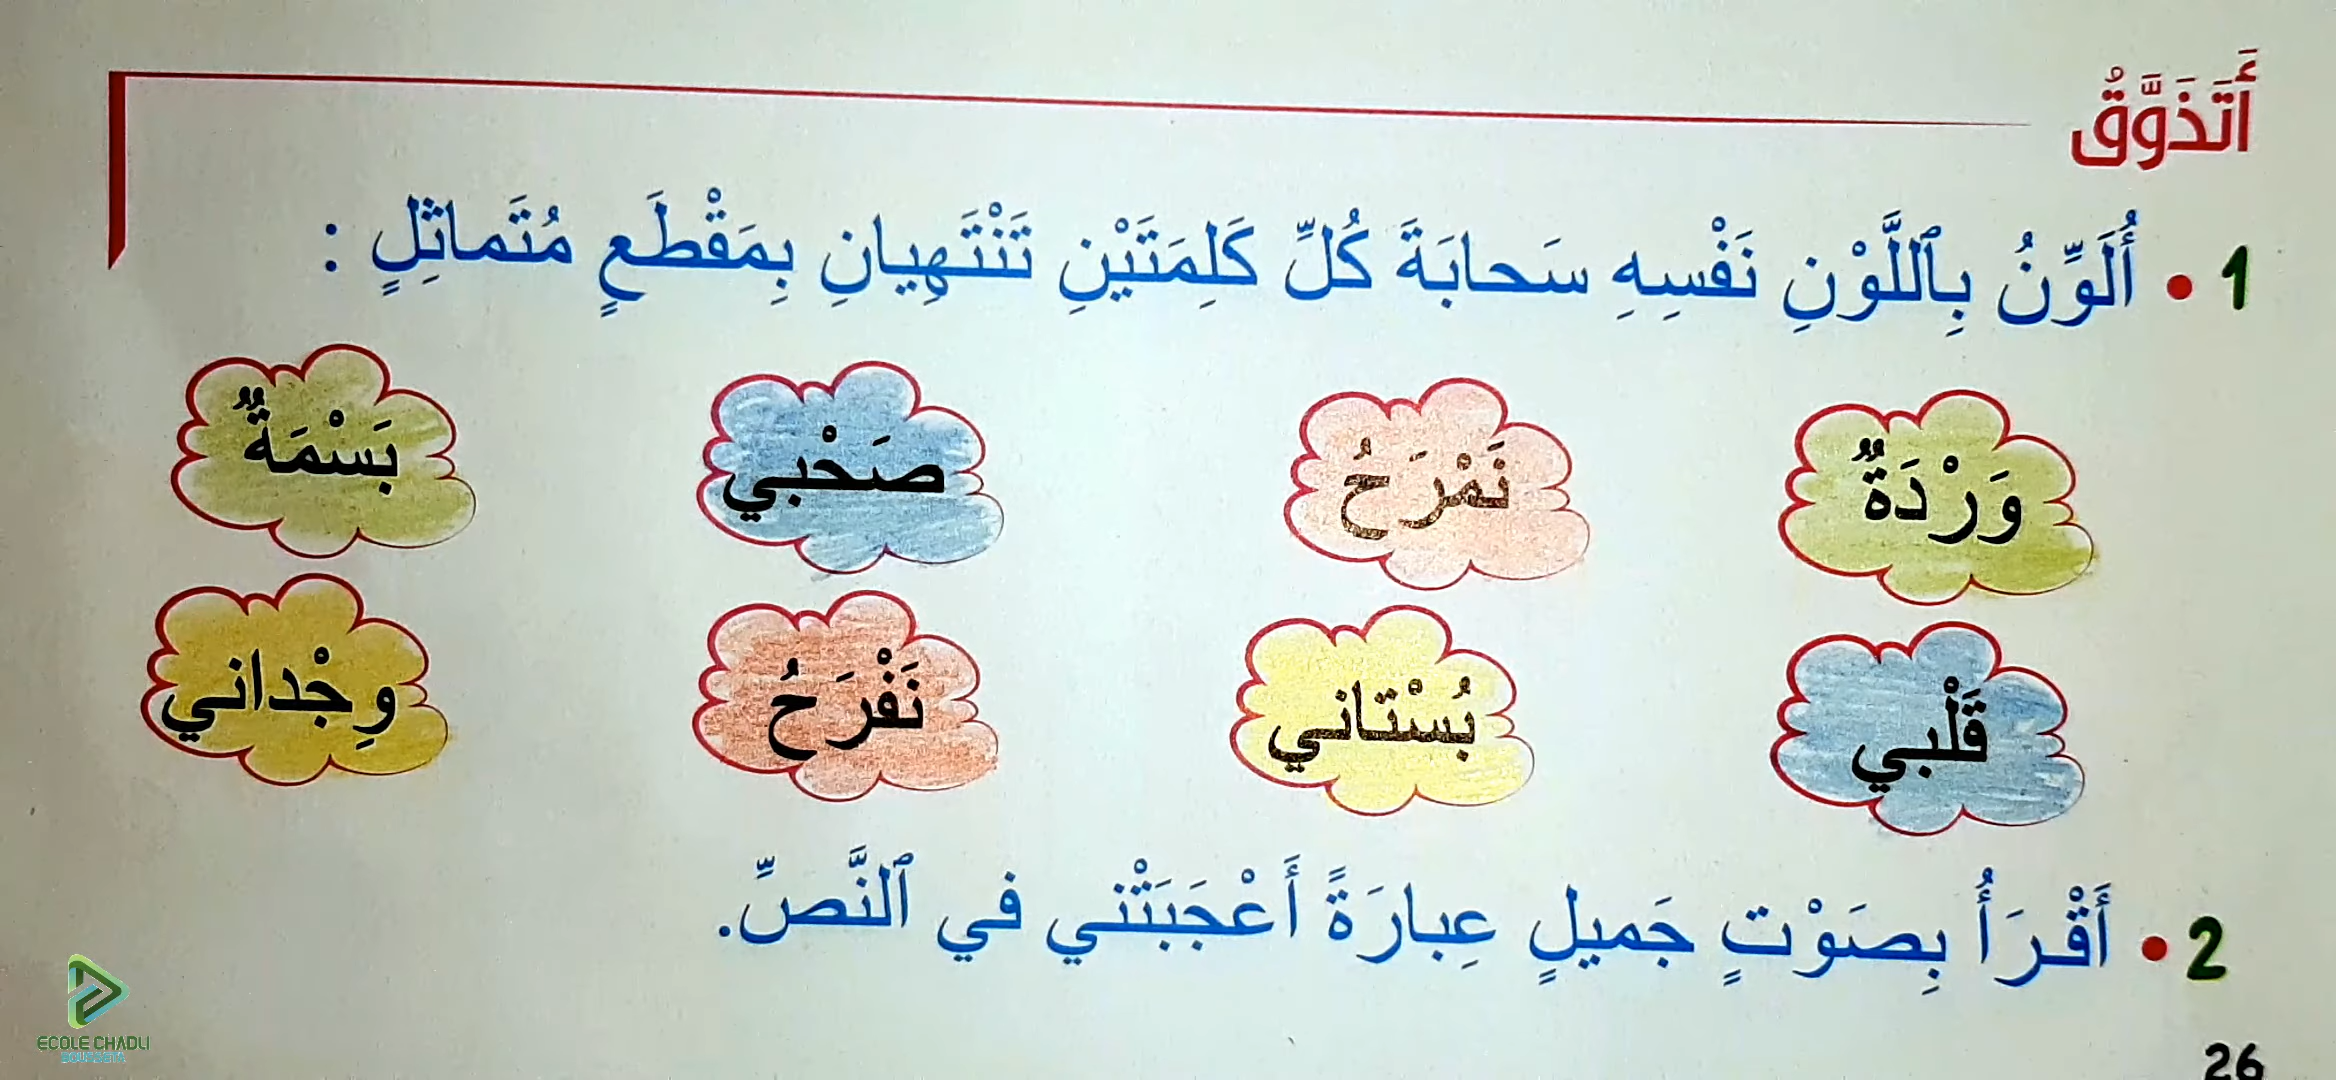 أَتَذَوَّقُ
1 • أُلَوِّنُ بِٱللَّوْنِ نَفْسِهِ سَحابَةَ كُلِّ كَلِمَتَيْنِ تَنْتَهِيانِ بِمَقْطَعٍ مُتَماثِلٍ :
وَرْدَةٌ نَمْرَحُ صَحْبي بَسْمَةٌ
قَلْبي بُسْتاني نَفْرَحُ وِجْداني
2 • أَقْرَأُ بِصَوْتٍ جَميلٍ عِبارَةً أَعْجَبَتْني في ٱلنَّصِّ.
26
ECOLE CHADLI